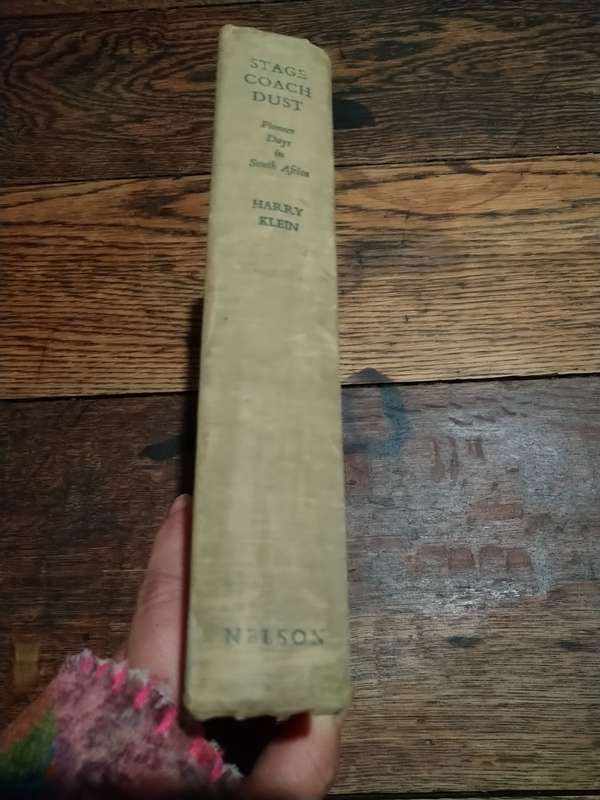 STAGE
COACH
DUST
Pioneer
Days
in
South Africa
HARRY
KLEIN
NELSON